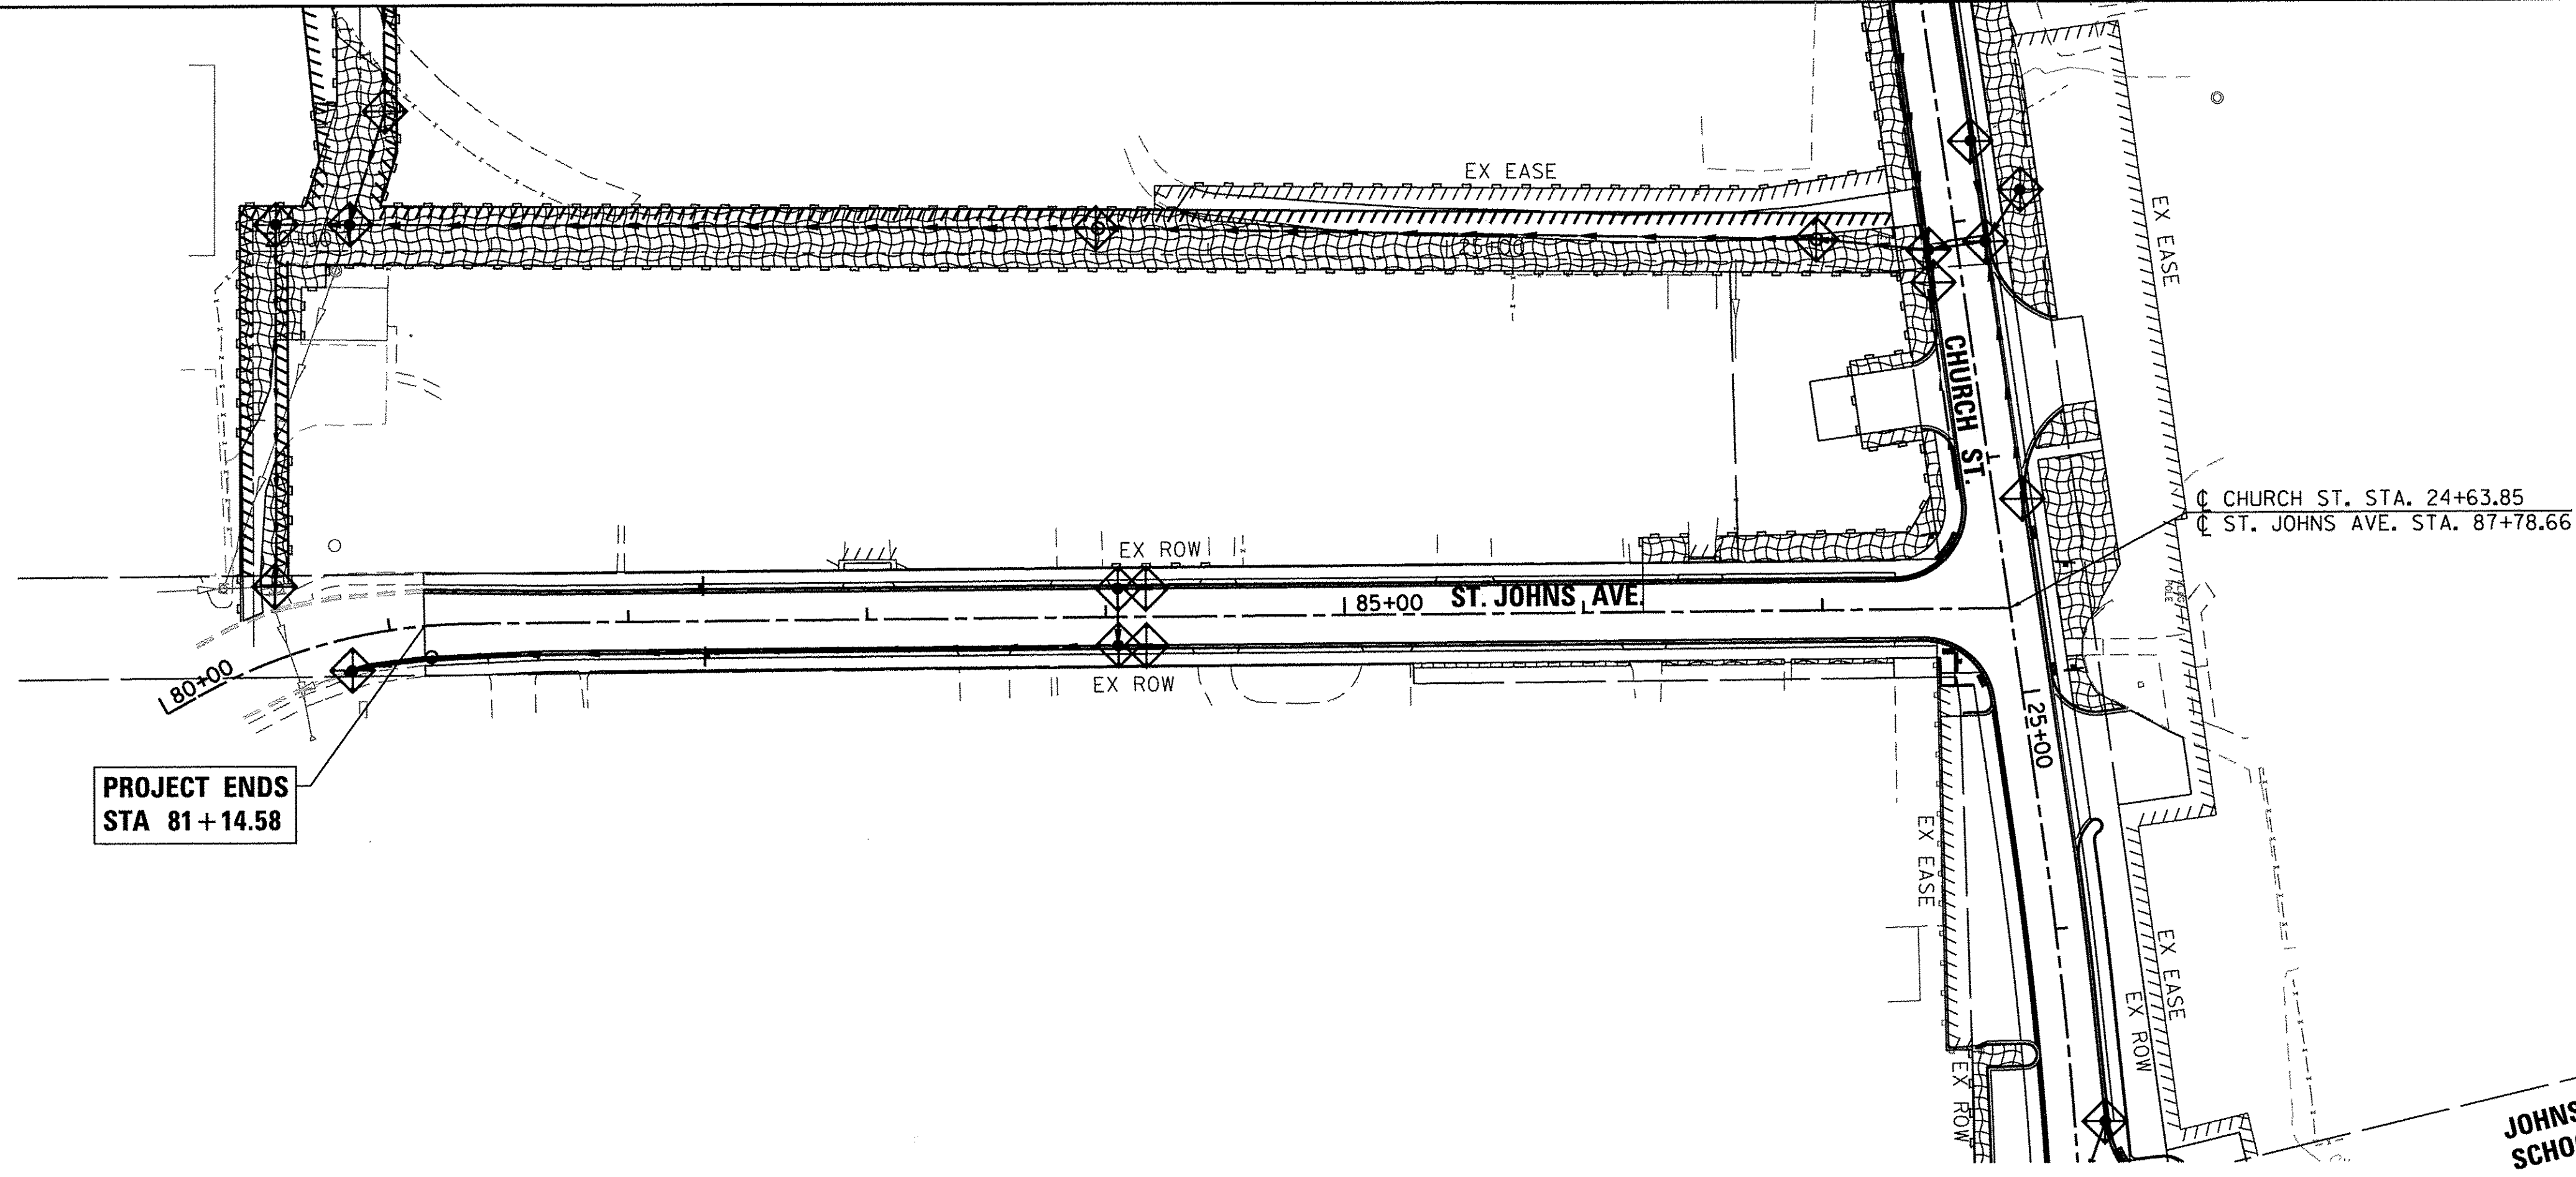 EX EASE
25+00
EX EASE
CHURCH ST.
℄ CHURCH ST. STA. 24+63.85
℄ ST. JOHNS AVE. STA. 87+78.66
EX ROW
85+00
ST. JOHNS AVE.
80+00
EX ROW
25+00
PROJECT ENDS
STA 81+14.58
EX EASE
EX EASE
EX ROW
EX ROW
JOHNS
SCHO